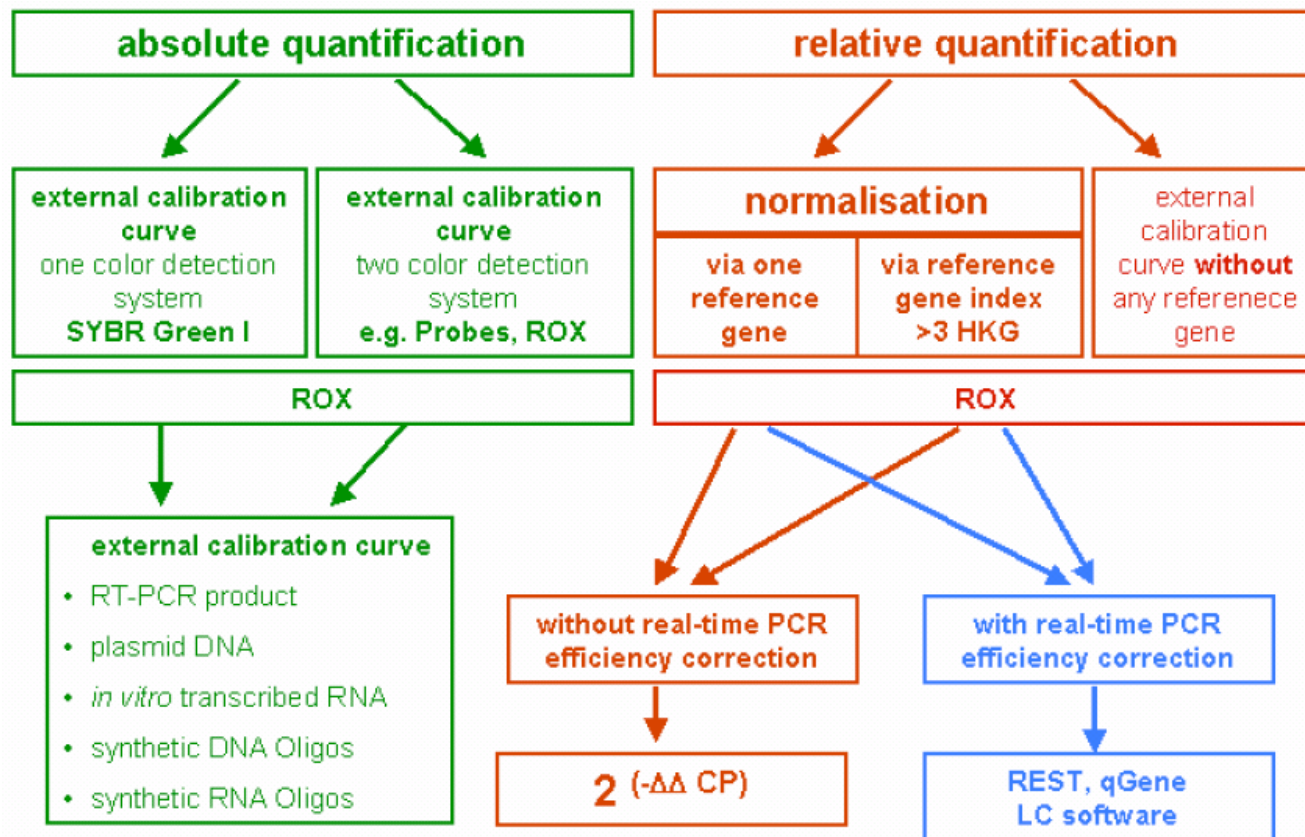 absolute quantification
relative quantification
external calibration
curve
one color detection
system
SYBR Green I
external calibration
curve
two color detection
system
e.g. Probes, ROX
normalisation
via one
reference
gene
via reference
gene index
>3 HKG
external
calibration
curve without
any referenece
gene
ROX
ROX
external calibration curve
• RT-PCR product
• plasmid DNA
• in vitro transcribed RNA
• synthetic DNA Oligos
• synthetic RNA Oligos
without real-time PCR
efficiency correction
with real-time PCR
efficiency correction
2 (-ΔΔ CP)
REST, qGene
LC software